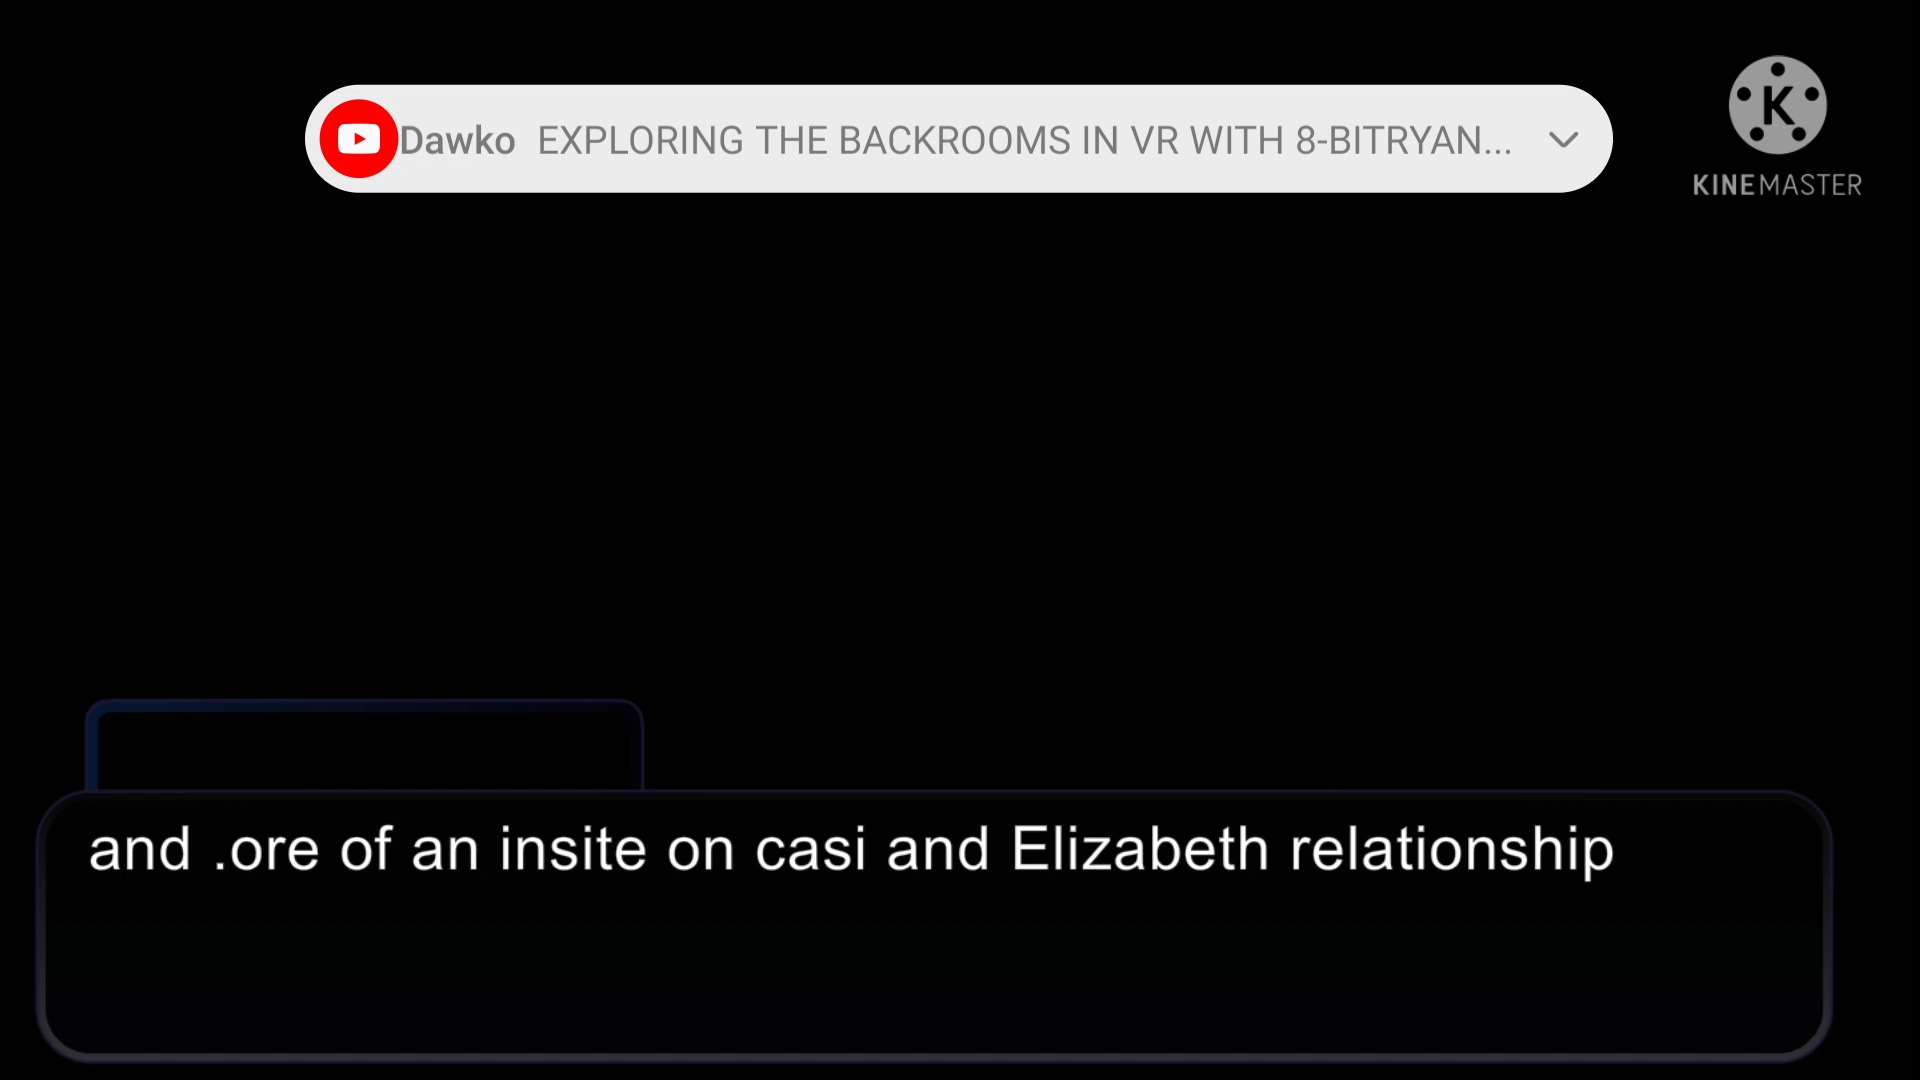 Dawko EXPLORING THE BACKROOMS IN VR WITH 8-BITRYAN...
K
KINEMASTER
and .ore of an insite on casi and Elizabeth relationship